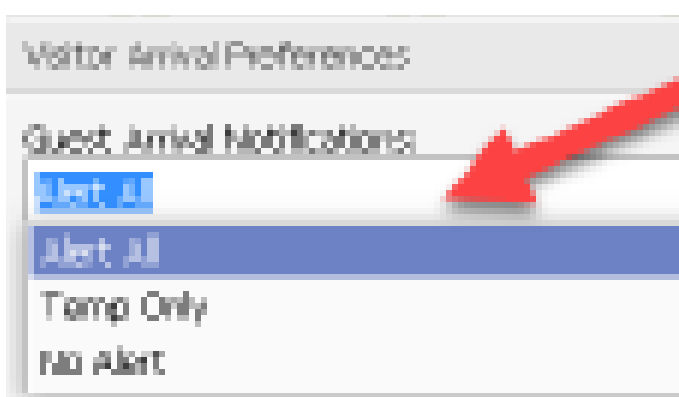 Visitor Arrival Preferences
Guest Arrival Notifications:
Alert All
Alert All
Temp Only
No Alert